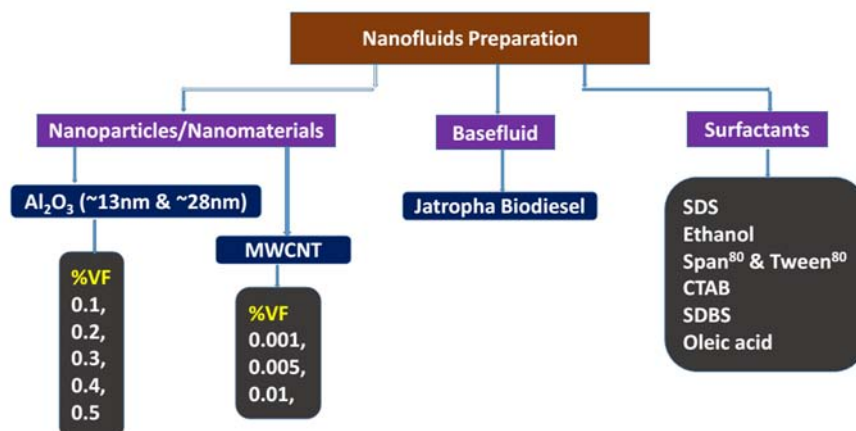 Nanofluids Preparation
Nanoparticles/Nanomaterials
Basefluid
Surfactants
Al₂O₃ (~13nm & ~28nm)
Jatropha Biodiesel
MWCNT
%VF
0.1,
0.2,
0.3,
0.4,
0.5
%VF
0.001,
0.005,
0.01,
SDS
Ethanol
Span⁸⁰ & Tween⁸⁰
CTAB
SDBS
Oleic acid